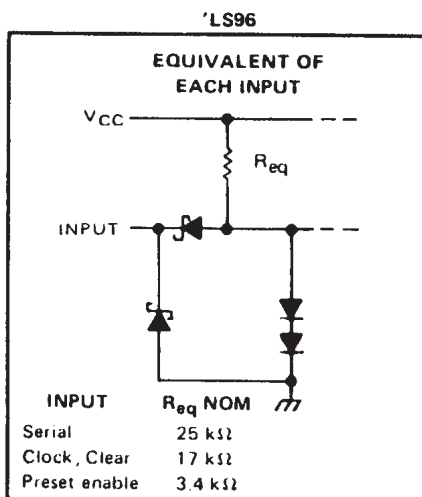 'LS96
EQUIVALENT OF
EACH INPUT
VCC
Req
INPUT
INPUT Req NOM
Serial 25 kΩ
Clock, Clear 17 kΩ
Preset enable 3.4 kΩ